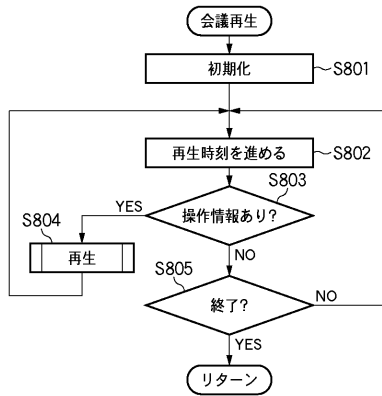 会議再生
初期化
S801
再生時刻を進める
S802
S803
操作情報あり?
YES
S804
再生
NO
S805
終了?
NO
YES
リターン